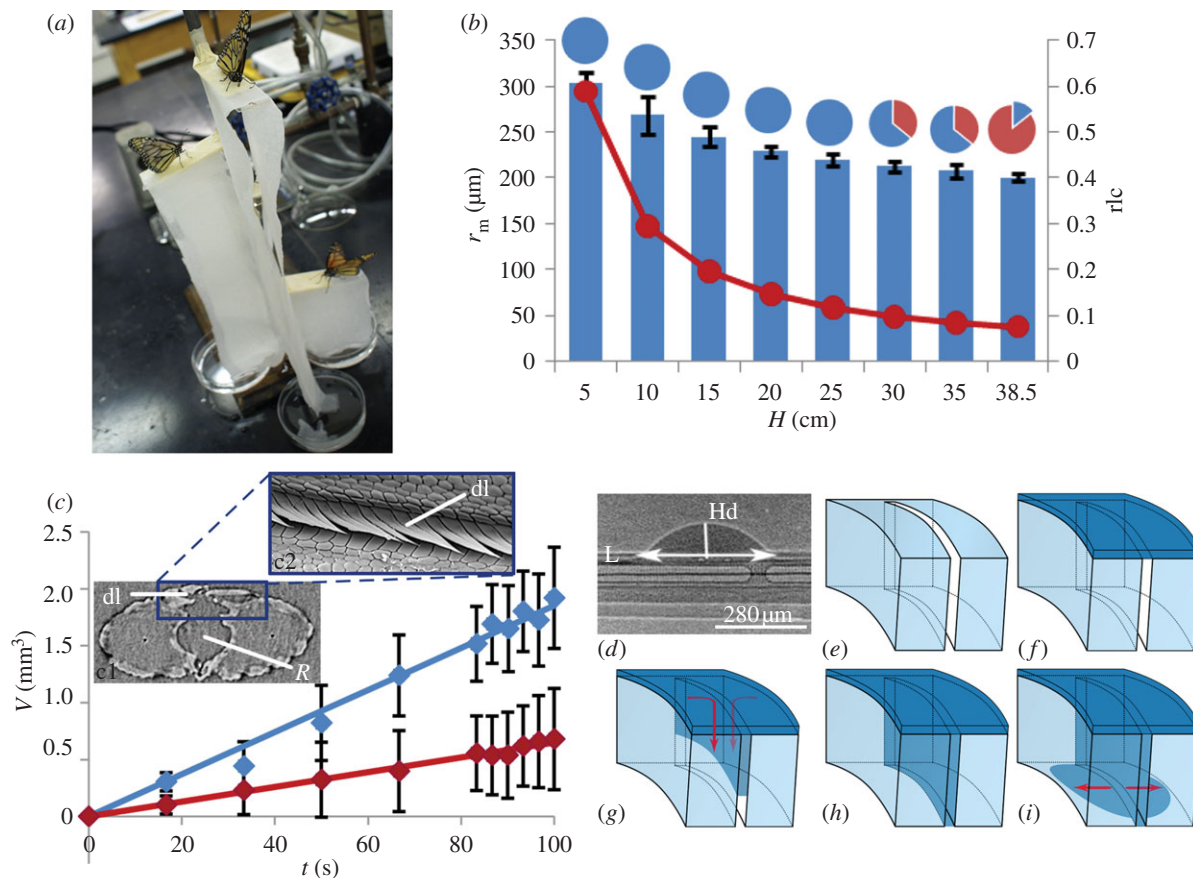 (a)
(b)
350
300
250
200
150
100
50
0
r_m (µm)
0.7
0.6
0.5
0.4
0.3
0.2
0.1
0
rlc
5 10 15 20 25 30 35 38.5
H (cm)
(c)
2.5
2.0
1.5
1.0
0.5
0
V (mm³)
dl
c2
dl
c1
R
0 20 40 60 80 100
t (s)
Hd
L
280 µm
(d)
(e)
(f)
(g)
(h)
(i)